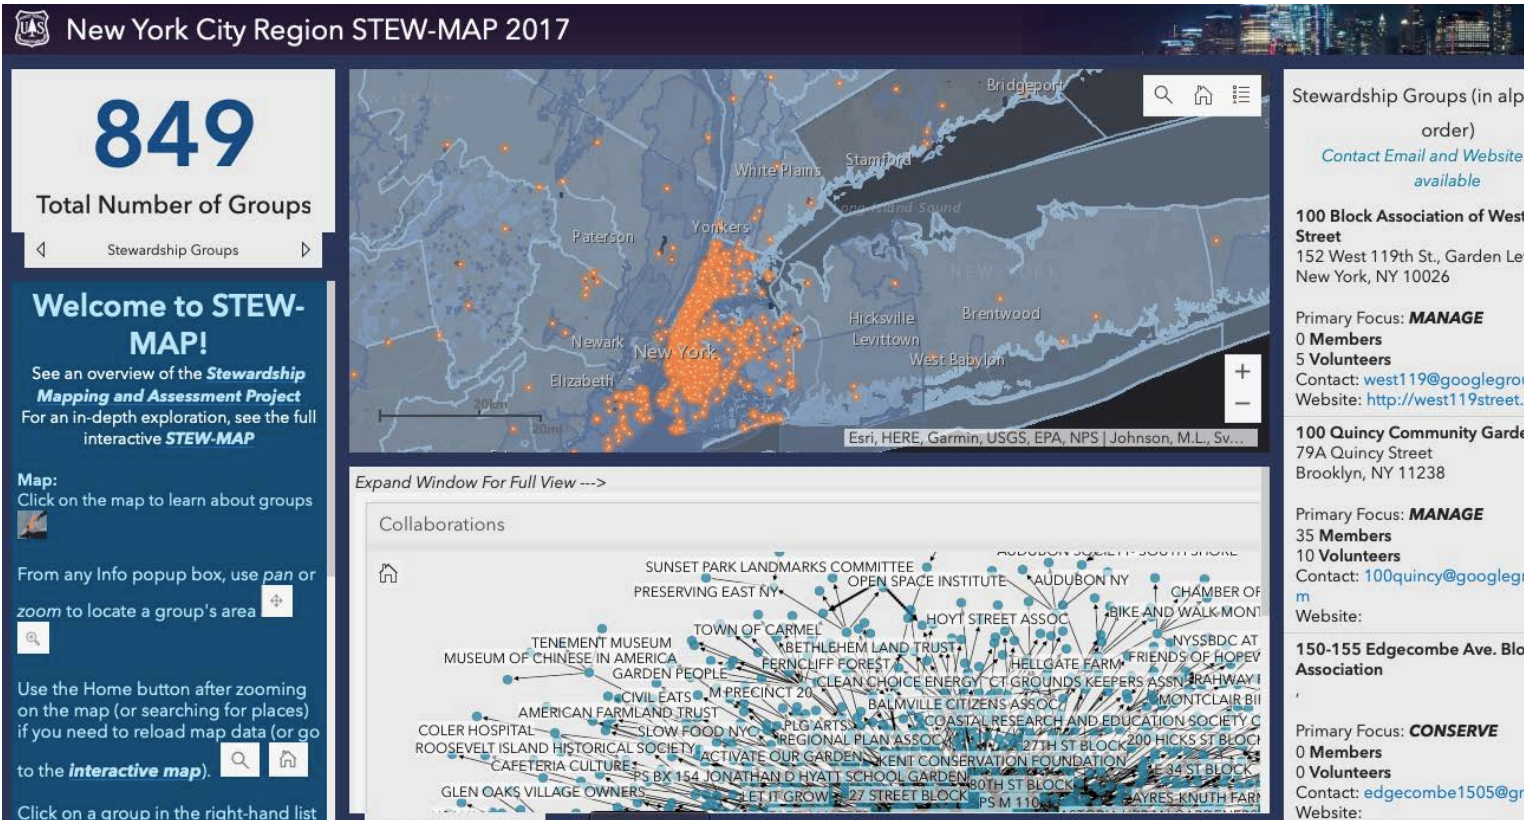 New York City Region STEW-MAP 2017
849
Total Number of Groups
Stewardship Groups
Welcome to STEW-
MAP!
See an overview of the Stewardship
Mapping and Assessment Project
For an in-depth exploration, see the full
interactive STEW-MAP
Map:
Click on the map to learn about groups
From any Info popup box, use pan or
zoom to locate a group's area
Use the Home button after zooming
on the map (or searching for places)
if you need to reload map data (or go
to the interactive map).
Click on a group in the right-hand list
Bridgeport
Stamford
White Plains
Long Island Sound
Yonkers
Paterson
NEW YORK
Hicksville
Brentwood
Levittown
Newark
New York
West Babylon
Elizabeth
20km
20mi
Esri, HERE, Garmin, USGS, EPA, NPS | Johnson, M.L., Sv...
Expand Window For Full View --->
Collaborations
AUDUBON SOCIETY- SOUTH SHORE
SUNSET PARK LANDMARKS COMMITTEE
OPEN SPACE INSTITUTE
AUDUBON NY
PRESERVING EAST NY
CHAMBER OF
BIKE AND WALK MONT
HOYT STREET ASSOC
TOWN OF CARMEL
TENEMENT MUSEUM
BETHLEHEM LAND TRUST
NYSSBDC AT
MUSEUM OF CHINESE IN AMERICA
FERNCLIFF FOREST
HELLGATE FARM
FRIENDS OF HOPEW
GARDEN PEOPLE
CLEAN CHOICE ENERGY
CT GROUNDS KEEPERS ASSN
RAHWAY
CIVIL EATS
M PRECINCT 20
BALMVILLE CITIZENS ASSOC
MONTCLAIR BI
AMERICAN FARMLAND TRUST
PLG ARTS
COASTAL RESEARCH AND EDUCATION SOCIETY
COLER HOSPITAL
SLOW FOOD NYC
REGIONAL PLAN ASSOC
27TH ST BLOCK
200 HICKS ST BLOCK
ROOSEVELT ISLAND HISTORICAL SOCIETY
ACTIVATE OUR GARDEN
KENT CONSERVATION FOUNDATION
CAFETERIA CULTURE
PS BX 154 JONATHAN D HYATT SCHOOL GARDEN
E 34 ST BLOCK
80TH ST BLOCK
GLEN OAKS VILLAGE OWNERS
LET IT GROW
27 STREET BLOCK
PS M 110
AYRES-KNUTH FARM
Stewardship Groups (in alp
order)
Contact Email and Website
available
100 Block Association of West
Street
152 West 119th St., Garden Le
New York, NY 10026
Primary Focus: MANAGE
0 Members
5 Volunteers
Contact: west119@googlegrou
Website: http://west119street.
100 Quincy Community Garde
79A Quincy Street
Brooklyn, NY 11238
Primary Focus: MANAGE
35 Members
10 Volunteers
Contact: 100quincy@googlegr
m
Website:
150-155 Edgecombe Ave. Blo
Association
,
Primary Focus: CONSERVE
0 Members
0 Volunteers
Contact: edgecombe1505@gr
Website: